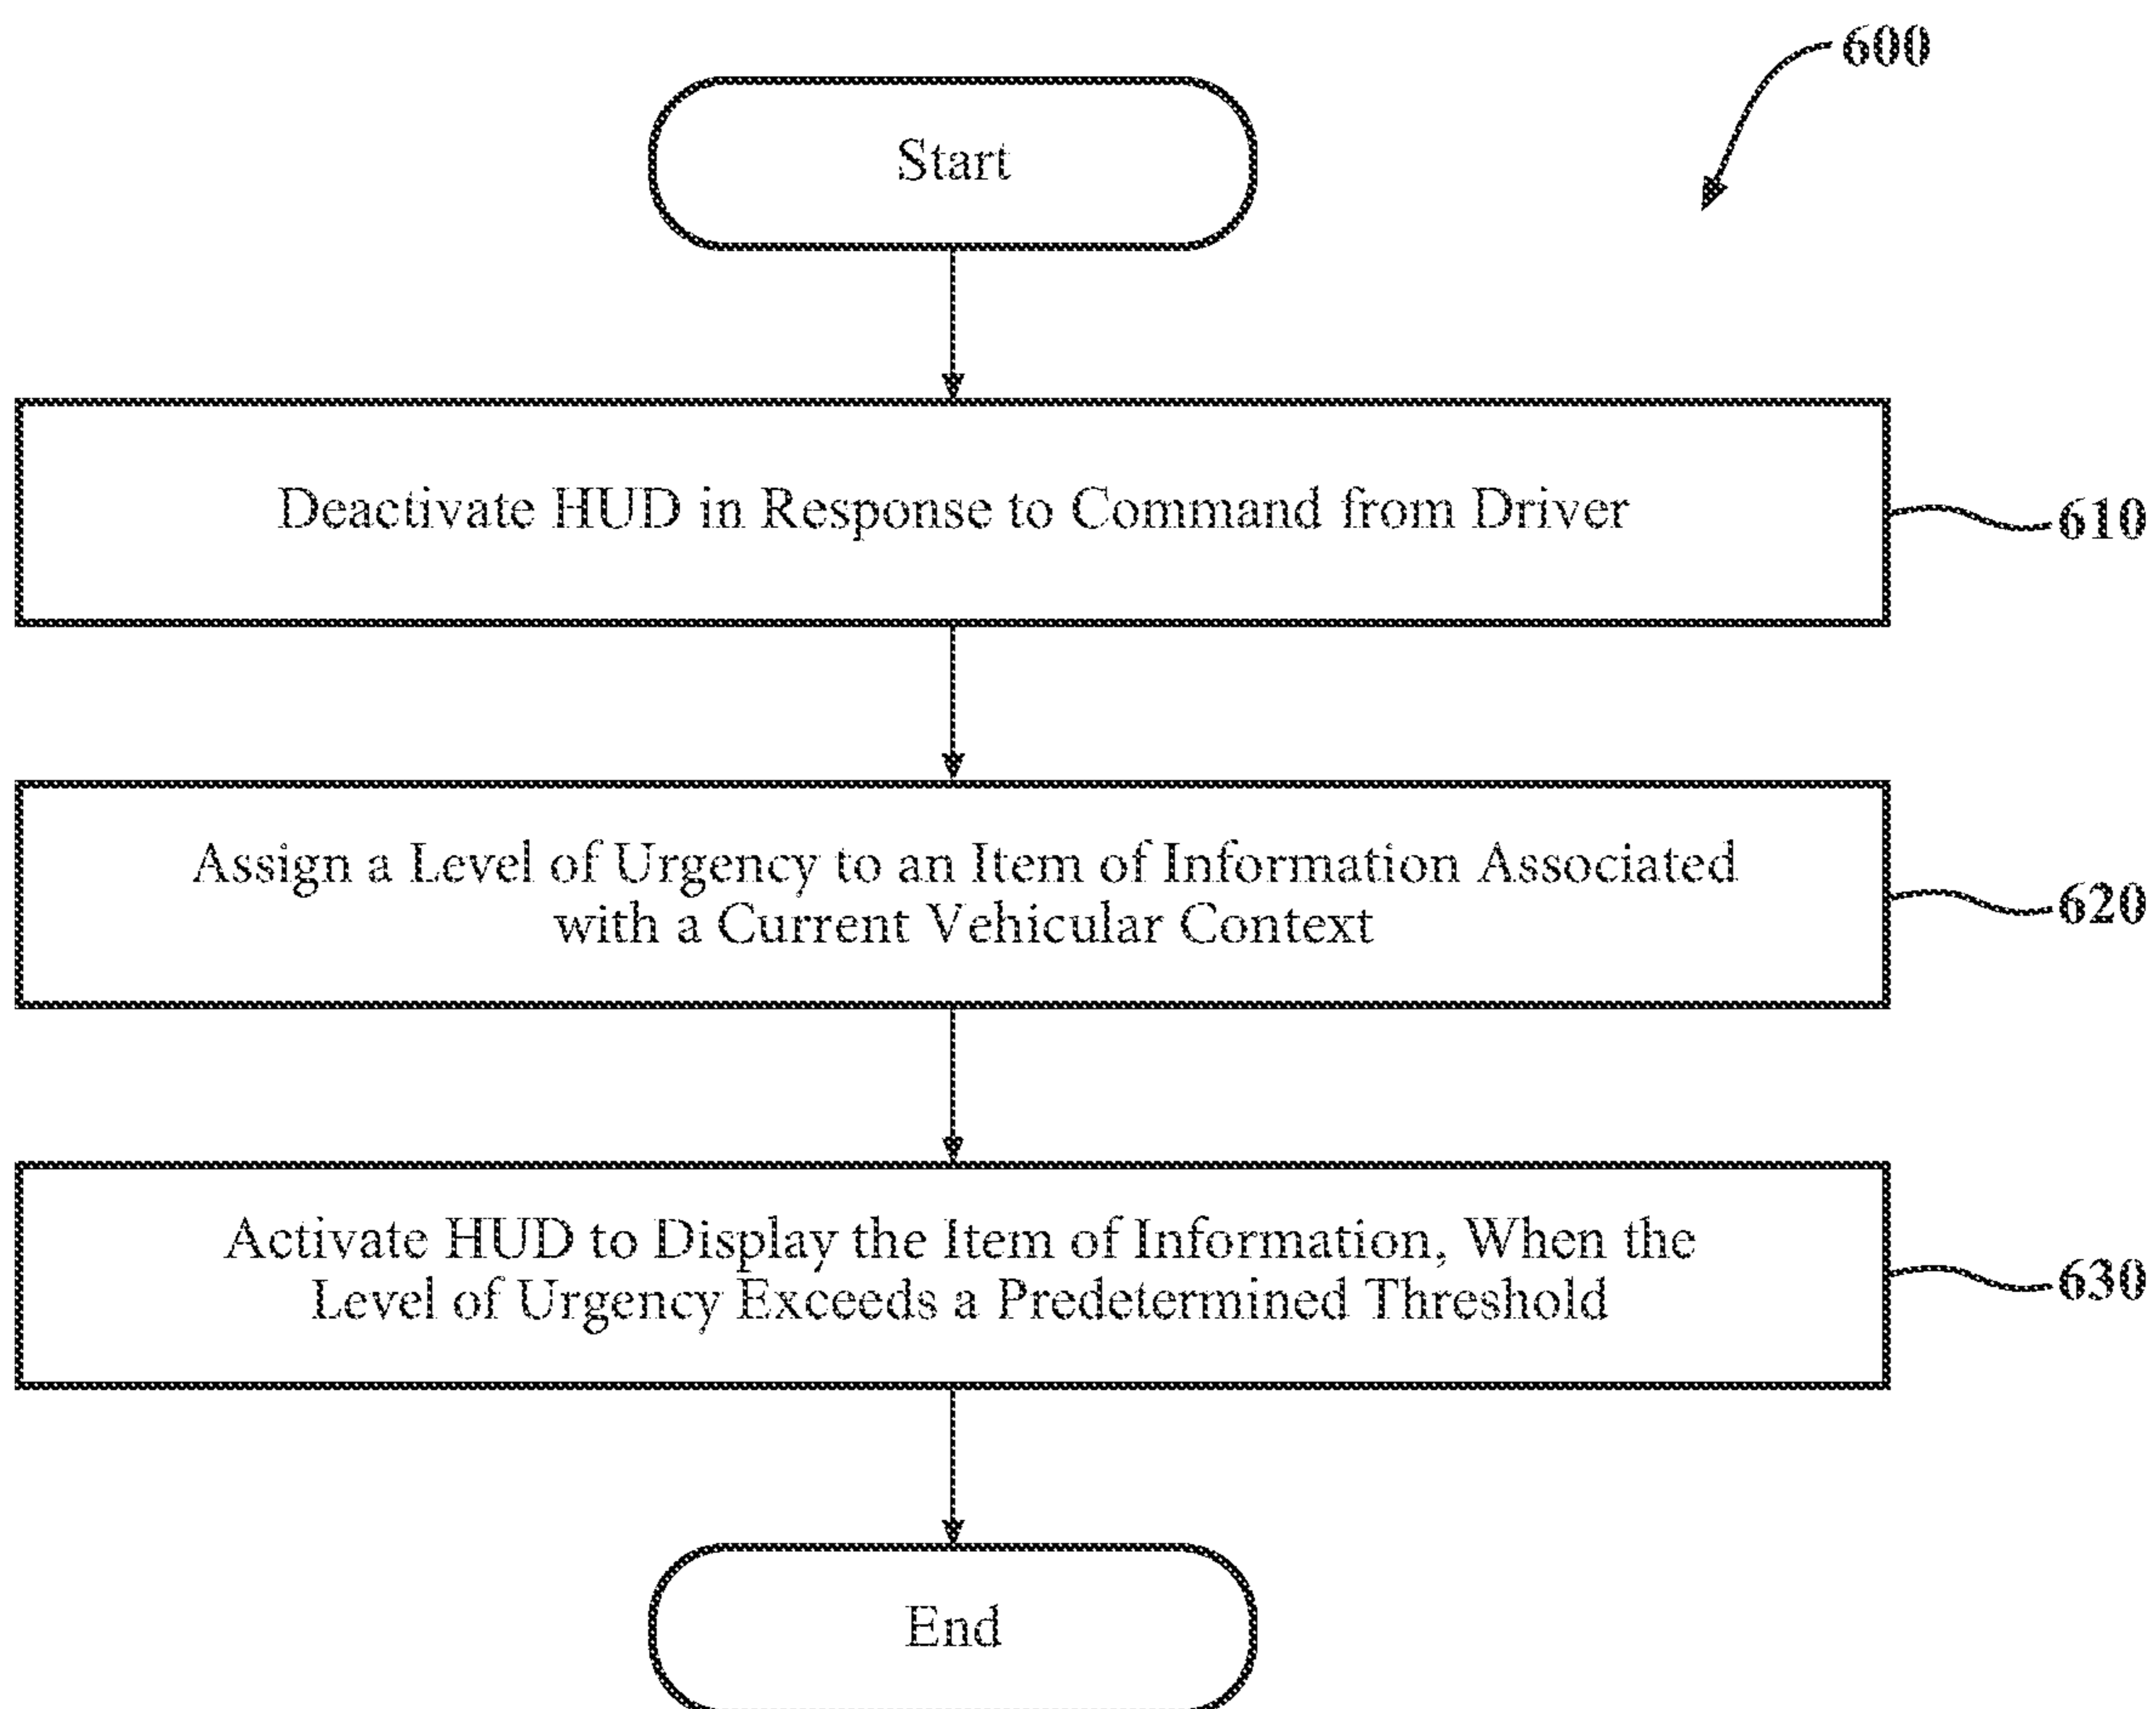 600
Start
Deactivate HUD in Response to Command from Driver
610
Assign a Level of Urgency to an Item of Information Associated
with a Current Vehicular Context
620
Activate HUD to Display the Item of Information, When the
Level of Urgency Exceeds a Predetermined Threshold
630
End